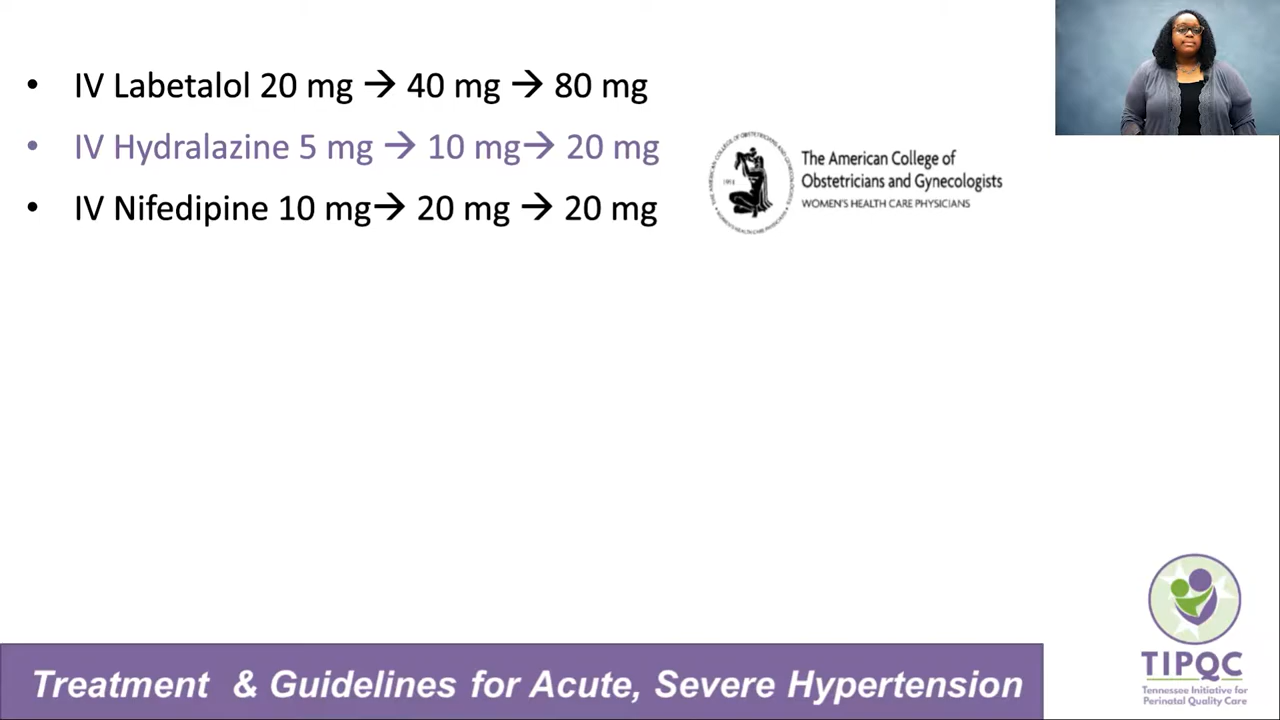 • IV Labetalol 20 mg → 40 mg → 80 mg
• IV Hydralazine 5 mg → 10 mg→ 20 mg
• IV Nifedipine 10 mg→ 20 mg → 20 mg
The American College of
Obstetricians and Gynecologists
WOMEN'S HEALTH CARE PHYSICIANS
Treatment & Guidelines for Acute, Severe Hypertension
TIPQC
Tennessee Initiative for
Perinatal Quality Care